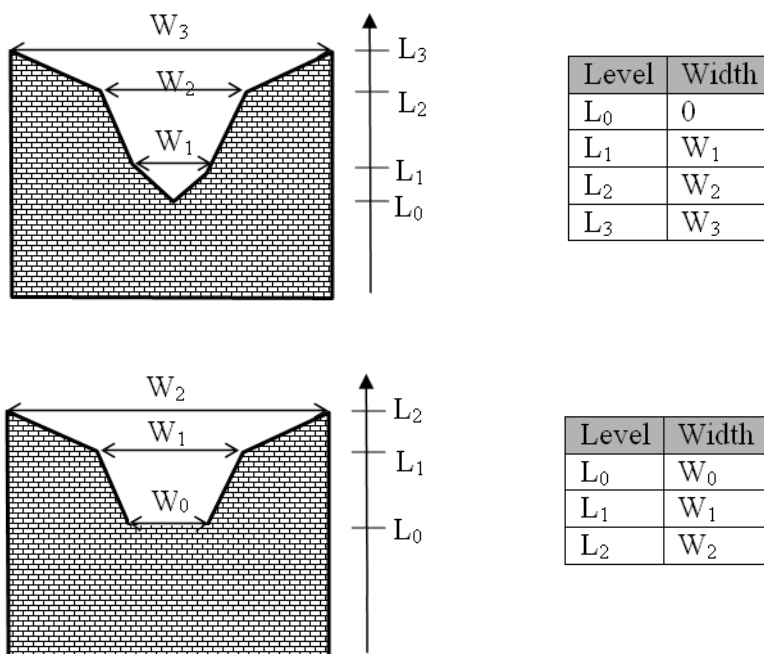 W₃
L₃
W₂
L₂
W₁
L₁
L₀
Level Width
L₀ 0
L₁ W₁
L₂ W₂
L₃ W₃
W₂
L₂
W₁
L₁
W₀
L₀
Level Width
L₀ W₀
L₁ W₁
L₂ W₂